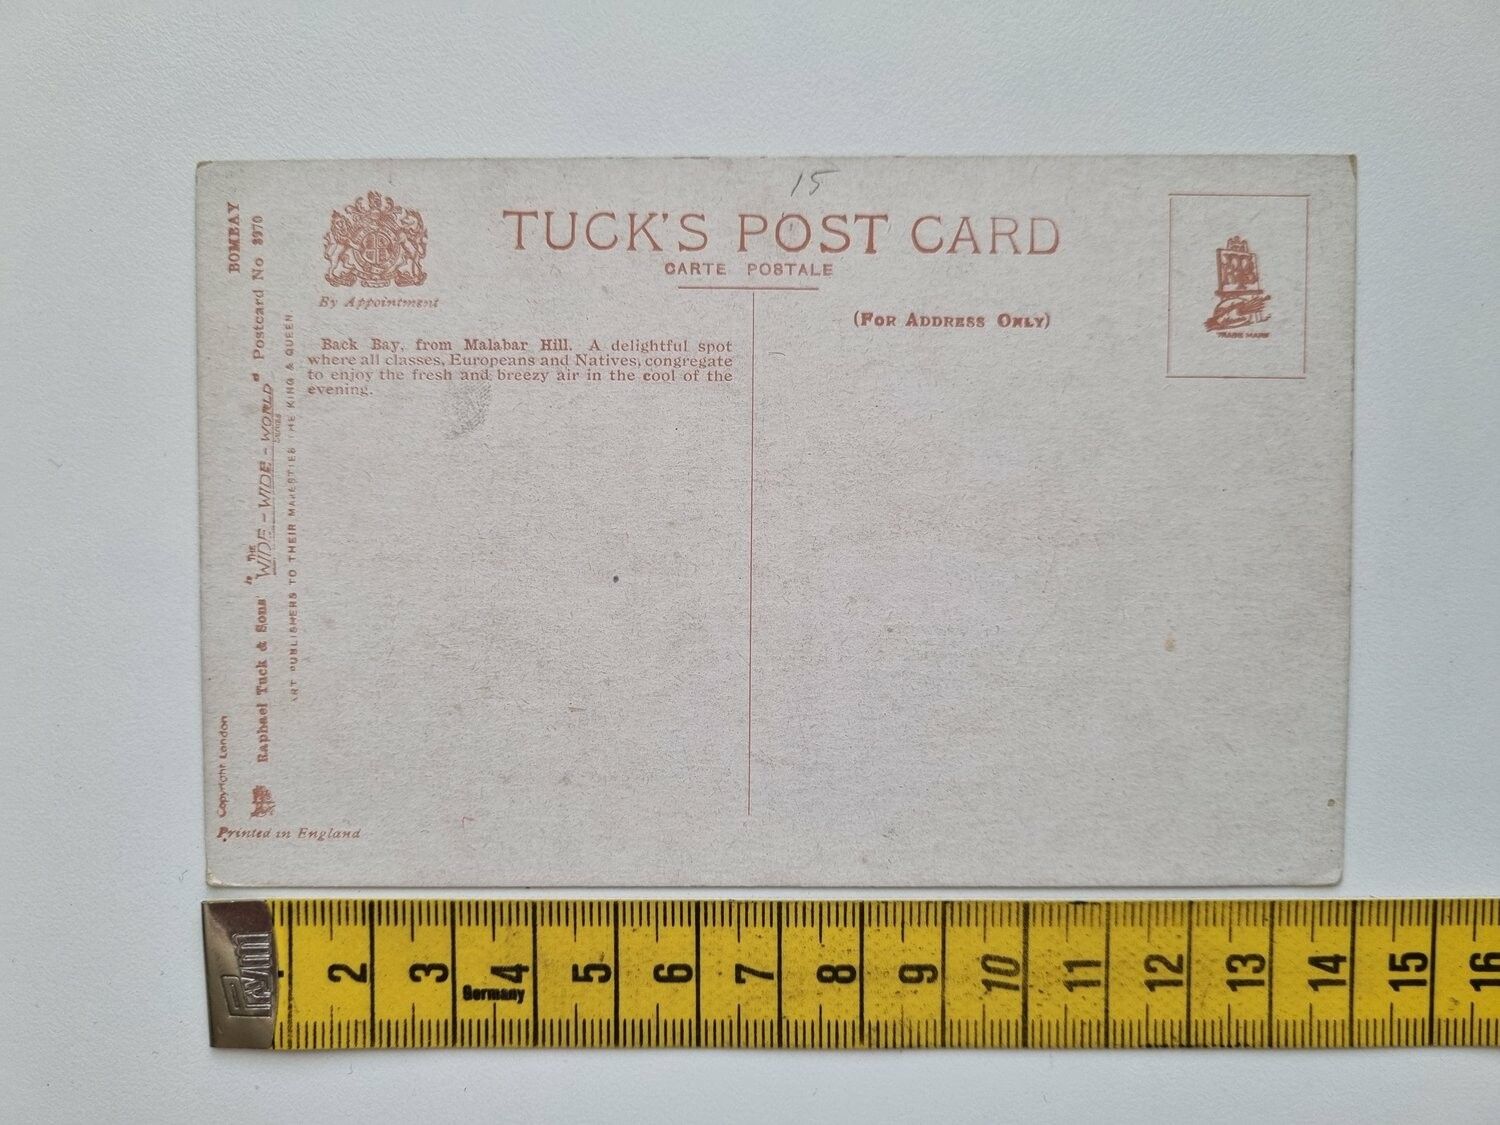 15
TUCK'S POST CARD
CARTE POSTALE
By Appointment
(FOR ADDRESS ONLY)
TRADE MARK
Back Bay, from Malabar Hill. A delightful spot
where all classes, Europeans and Natives, congregate
to enjoy the fresh and breezy air in the cool of the
evening.
BOMBAY
Raphael Tuck & Sons' "THE WIDE-WIDE-WORLD" Postcard No 8970
ART PUBLISHERS TO THEIR MAJESTIES THE KING & QUEEN
Copyright London
Printed in England
Prym
Germany
2 3 4 5 6 7 8 9 10 11 12 13 14 15 16